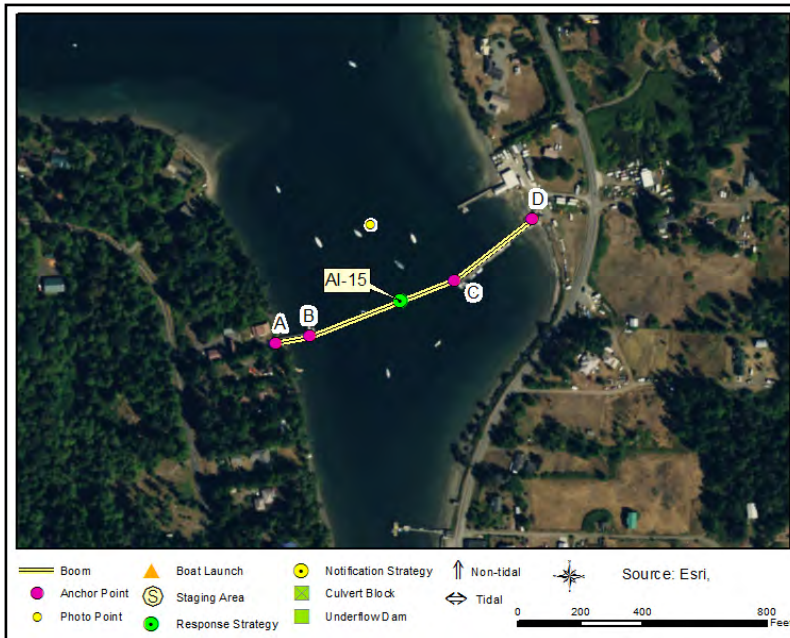 D
AI-15
C
B
A
Boom
Anchor Point
Photo Point
Boat Launch
S Staging Area
Response Strategy
Notification Strategy
Culvert Block
Underflow Dam
Non-tidal
Tidal
Source: Esri,
0 200 400 800
Feet